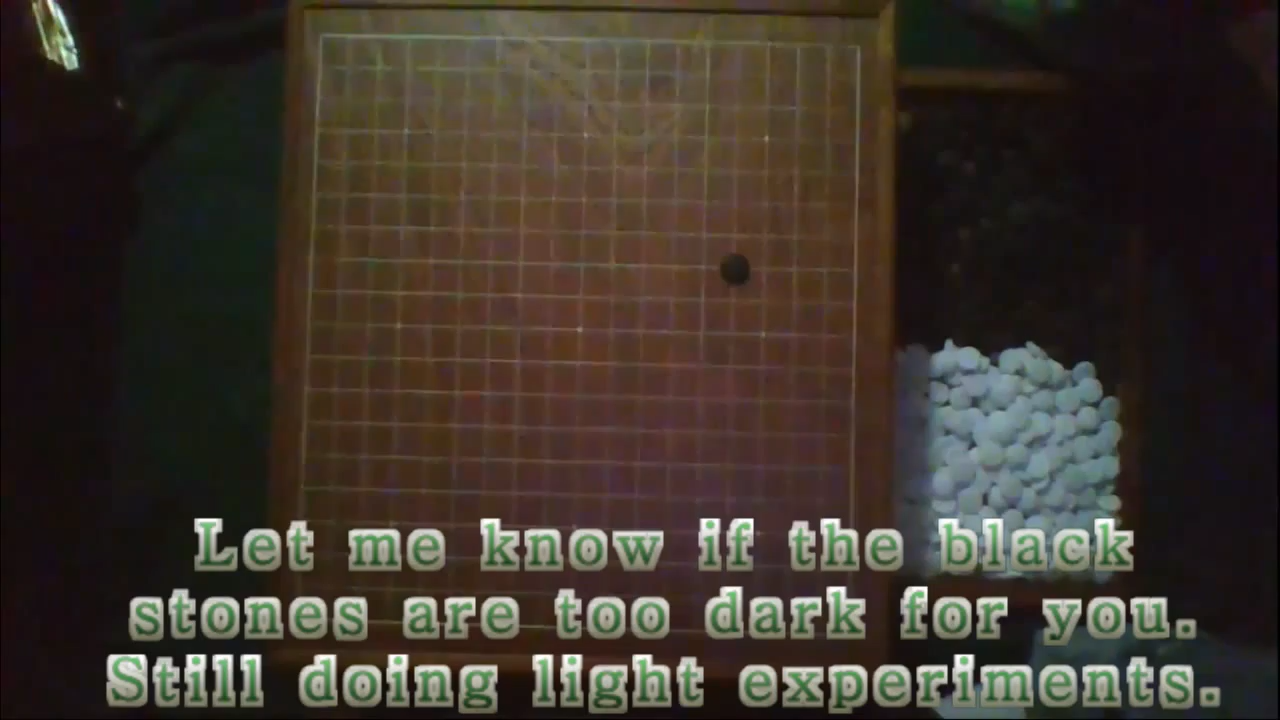 Let me know if the black
stones are too dark for you.
Still doing light experiments.